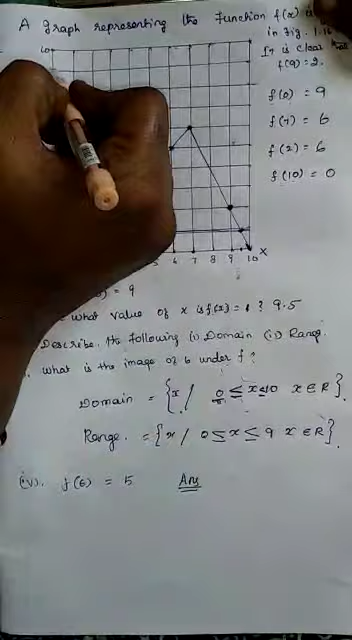 A graph representing the function f(x) is
in Fig. 1.16
It is clear that
f(9) = 2.
10
f(0) = 9
f(7) = 6
f(2) = 6
f(10) = 0
6 7 8 9 10 x
= 9
what value of x is f(x) = 1 ? 9.5
Describe the following (i) Domain (ii) Range.
what is the image of 6 under f ?
Domain = {x / 0 ≤ x ≤ 10 x ∈ R}.
Range. = {x / 0 ≤ x ≤ 9 x ∈ R}.
(iv). f(6) = 5 Ans